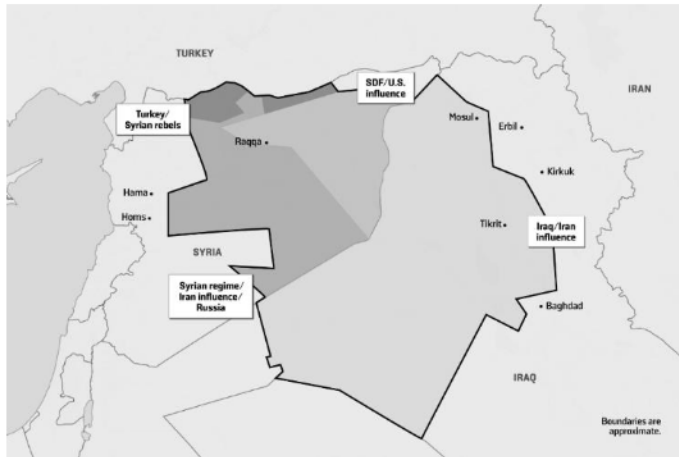 TURKEY
SDF/U.S.
influence
IRAN
Turkey/
Syrian rebels
Mosul
Erbil
Raqqa
Kirkuk
Hama
Homs
Tikrit
Iraq/Iran
influence
SYRIA
Syrian regime/
Iran influence/
Russia
Baghdad
IRAQ
Boundaries are
approximate.